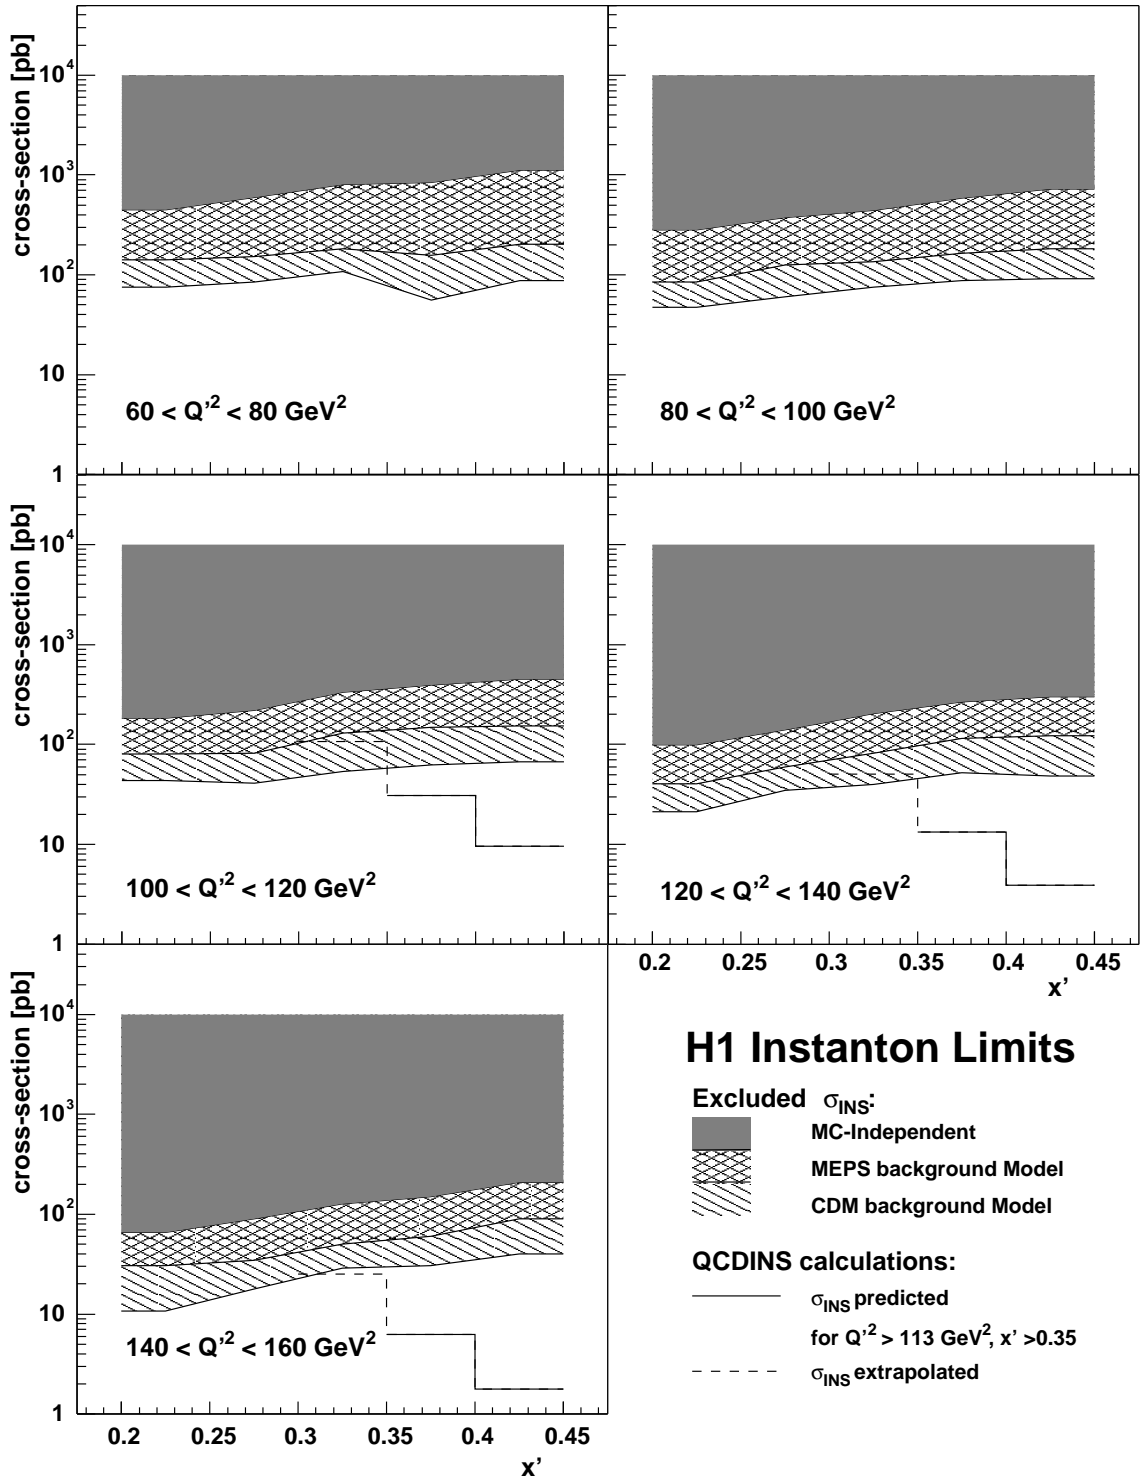 cross-section [pb]
10^4
10^3
10^2
10
1
60 < Q'^2 < 80 GeV^2
80 < Q'^2 < 100 GeV^2
cross-section [pb]
10^4
10^3
10^2
10
1
100 < Q'^2 < 120 GeV^2
120 < Q'^2 < 140 GeV^2
0.2 0.25 0.3 0.35 0.4 0.45
x'
cross-section [pb]
10^4
10^3
10^2
10
1
140 < Q'^2 < 160 GeV^2
0.2 0.25 0.3 0.35 0.4 0.45
x'
H1 Instanton Limits
Excluded σ_INS:
MC-Independent
MEPS background Model
CDM background Model
QCDINS calculations:
σ_INS predicted
for Q'^2 > 113 GeV^2, x' >0.35
σ_INS extrapolated